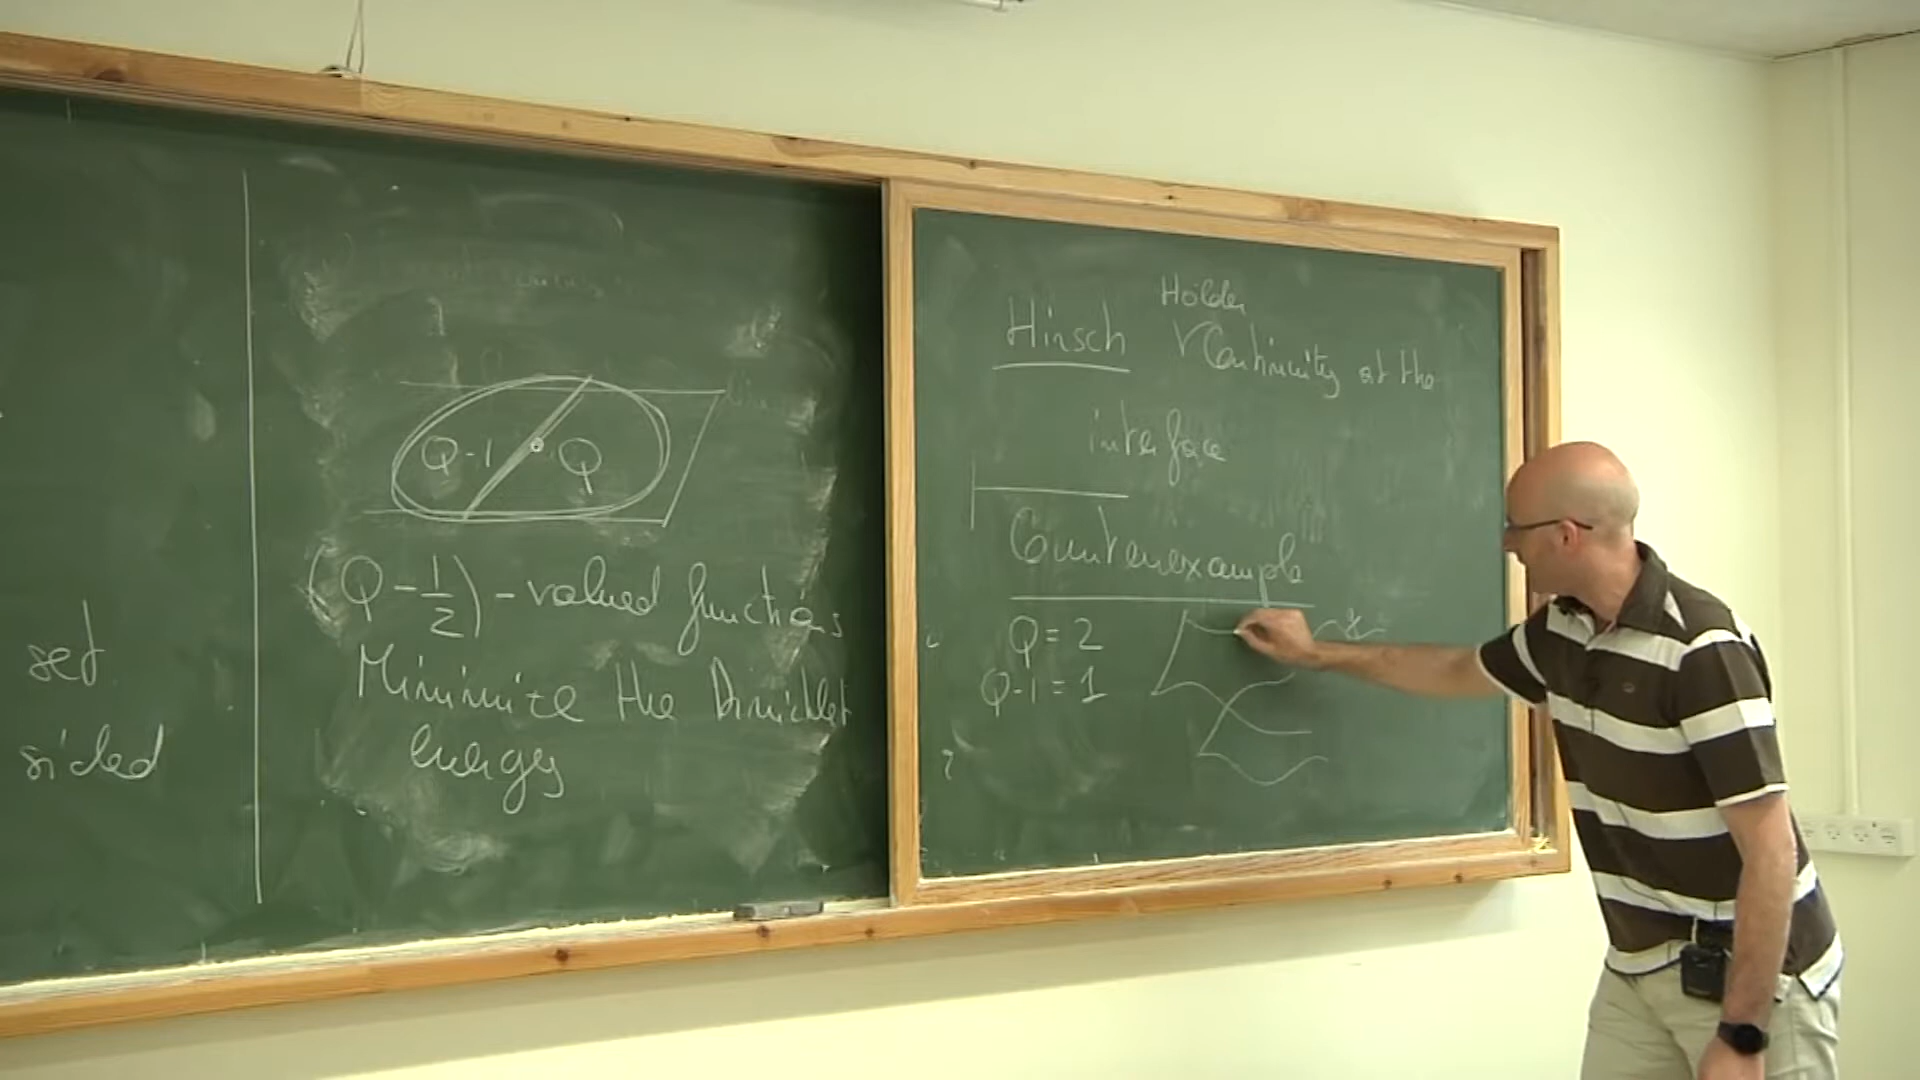 set
sided
Q-1
Q
(Q - 1/2) - valued functions
Minimize the Dirichlet
energy
Hölder
Hirsch
Continuity at the
interface
Counterexample
Q = 2
Q-1 = 1